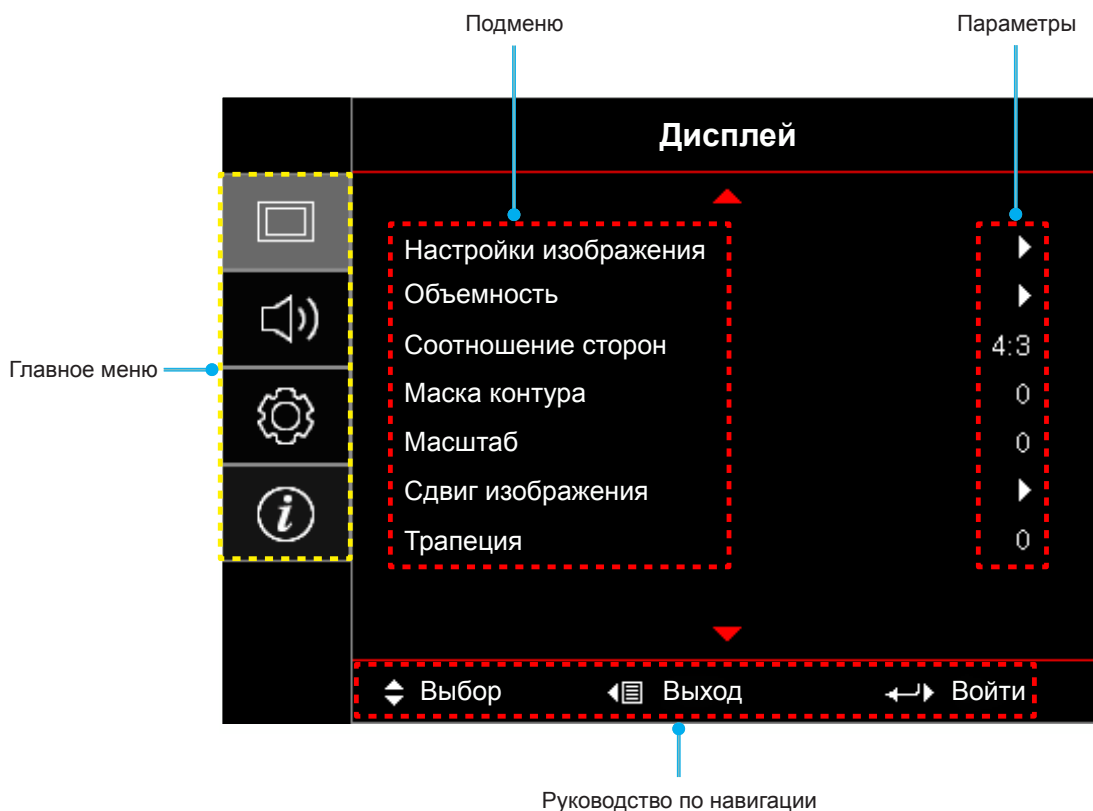 Подменю
Параметры
Дисплей
Настройки изображения
Объемность
Соотношение сторон 4:3
Главное меню
Маска контура 0
Масштаб 0
Сдвиг изображения
Трапеция 0
Выбор Выход Войти
Руководство по навигации